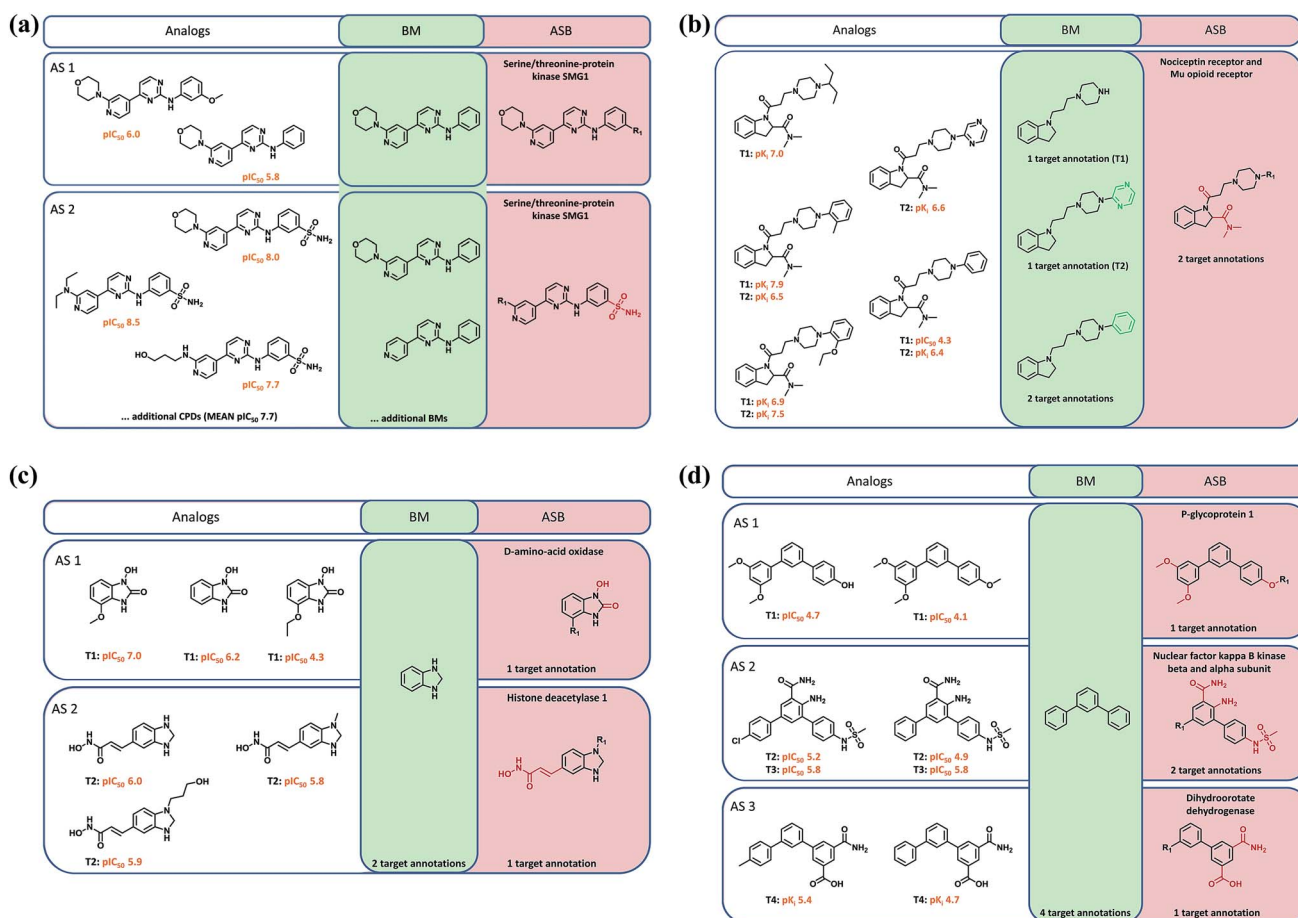 (a)
Analogs
BM
ASB
AS 1
Serine/threonine-protein
kinase SMG1
pIC50 6.0
pIC50 5.8
R1
AS 2
Serine/threonine-protein
kinase SMG1
pIC50 8.0
pIC50 8.5
pIC50 7.7
R1
... additional CPDs (MEAN pIC50 7.7)
... additional BMs
(b)
Analogs
BM
ASB
Nociceptin receptor and
Mu opioid receptor
T1: pKi 7.0
T2: pKi 6.6
1 target annotation (T1)
T1: pKi 7.9
T2: pKi 6.5
1 target annotation (T2)
R1
2 target annotations
T1: pIC50 4.3
T2: pKi 6.4
T1: pKi 6.9
T2: pKi 7.5
2 target annotations
(c)
Analogs
BM
ASB
AS 1
D-amino-acid oxidase
T1: pIC50 7.0
T1: pIC50 6.2
T1: pIC50 4.3
R1
1 target annotation
AS 2
Histone deacetylase 1
T2: pIC50 6.0
T2: pIC50 5.8
T2: pIC50 5.9
R1
2 target annotations
1 target annotation
(d)
Analogs
BM
ASB
AS 1
P-glycoprotein 1
T1: pIC50 4.7
T1: pIC50 4.1
R1
1 target annotation
AS 2
Nuclear factor kappa B kinase
beta and alpha subunit
T2: pIC50 5.2
T3: pIC50 5.8
T2: pIC50 4.9
T3: pIC50 5.8
R1
2 target annotations
AS 3
Dihydroorotate
dehydrogenase
T4: pKi 5.4
T4: pKi 4.7
R1
4 target annotations
1 target annotation